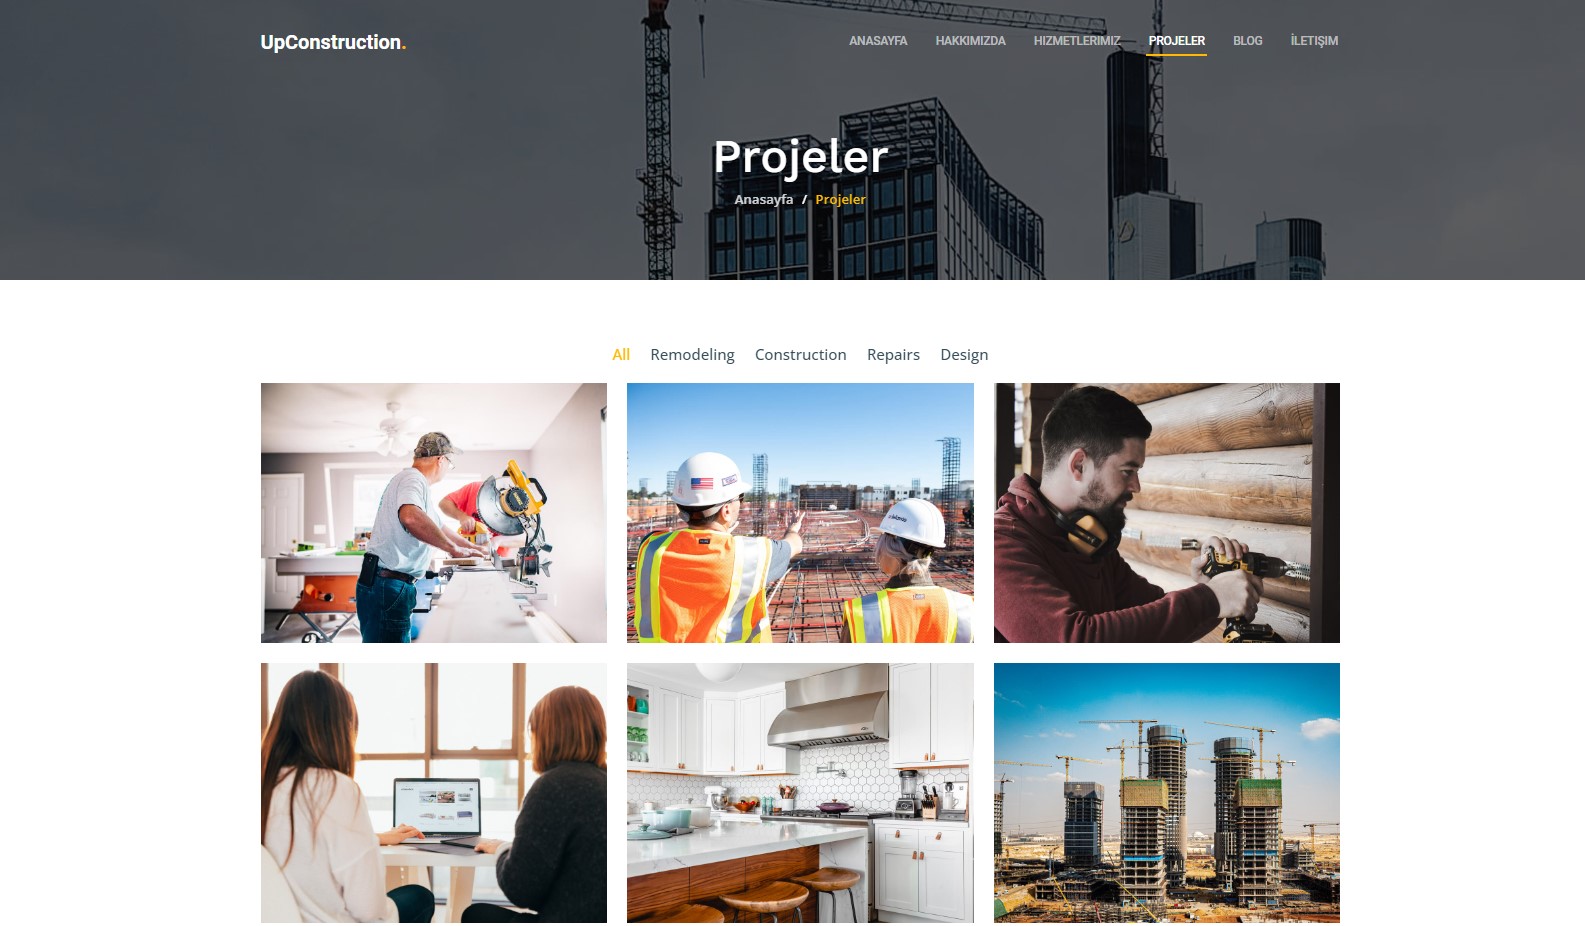 UpConstruction.
ANASAYFA HAKKIMIZDA HIZMETLERIMIZ PROJELER BLOG İLETIŞIM
Projeler
Anasayfa / Projeler
All Remodeling Construction Repairs Design